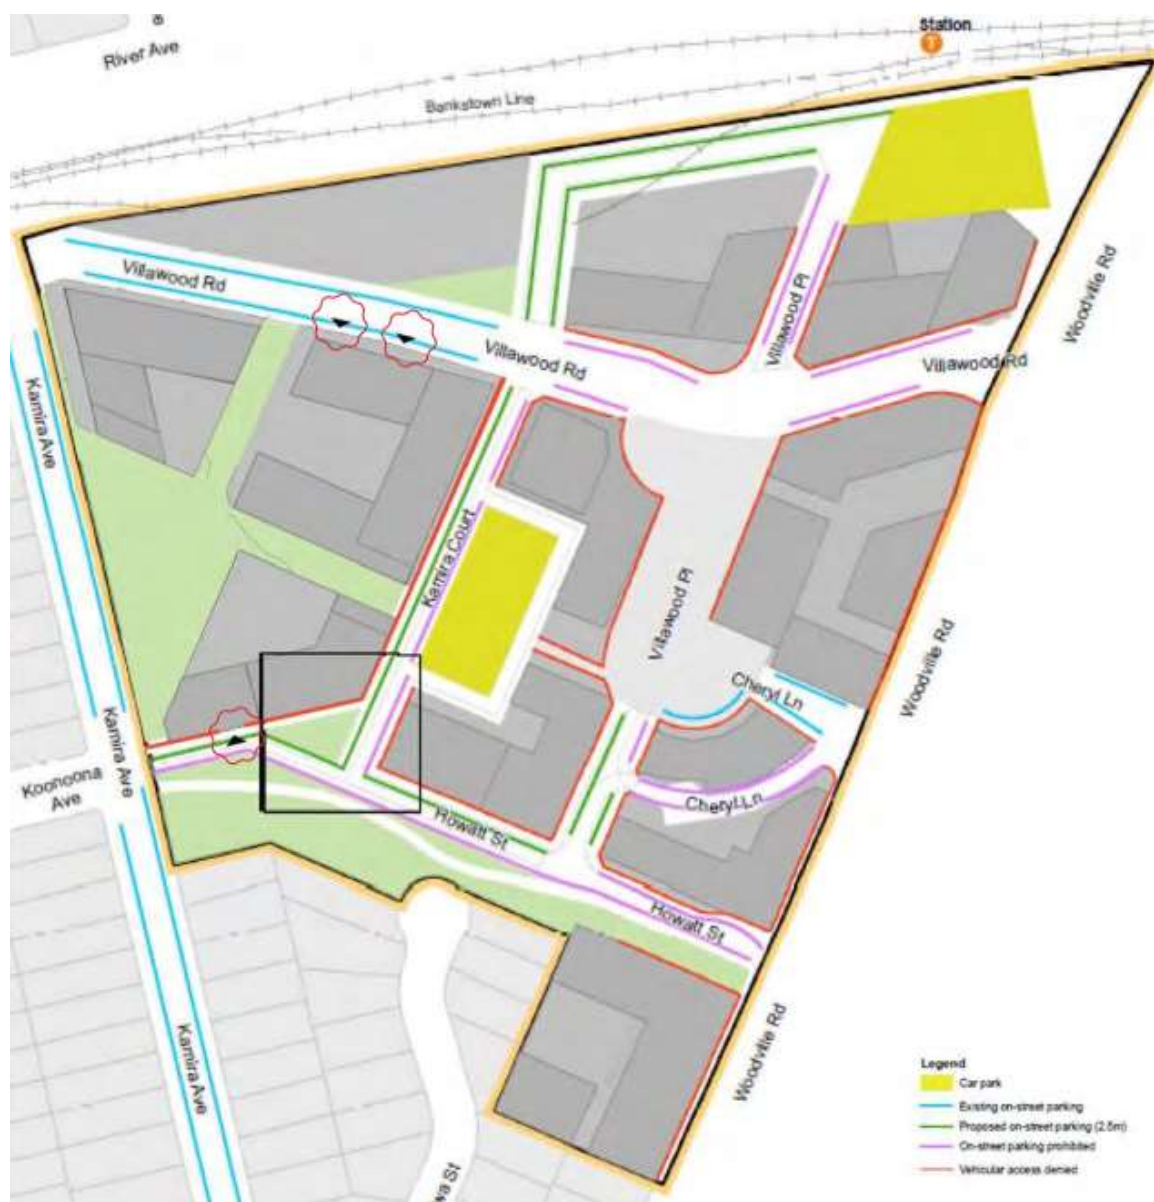 Station
T
River Ave
Bankstown Line
Villawood Rd
Villawood Rd
Villawood Pl
Villawood Rd
Woodville Rd
Kamira Ave
Kamira Court
Villawood Pl
Woodville Rd
Cheryl Ln
Kamira Ave
Koohoona
Ave
Cheryl Ln
Howatt St
Howatt St
Woodville Rd
Kamira Ave
wa St
Legend
Car park
Existing on-street parking
Proposed on-street parking (2.5m)
On-street parking prohibited
Vehicular access denied